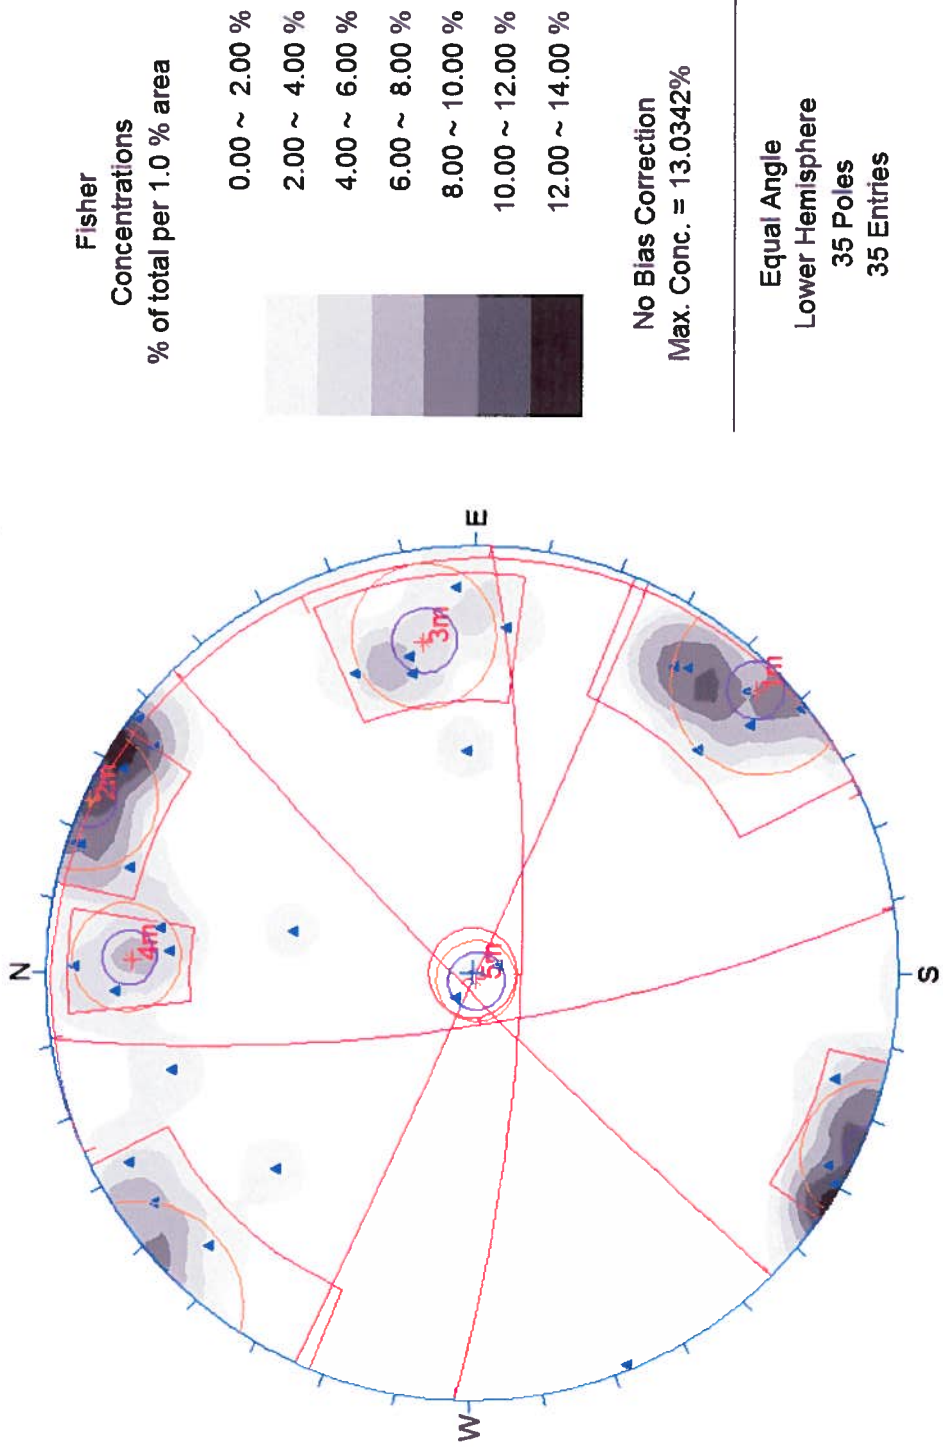 Fisher
Concentrations
% of total per 1.0 % area
0.00 ~ 2.00 %
2.00 ~ 4.00 %
4.00 ~ 6.00 %
6.00 ~ 8.00 %
8.00 ~ 10.00 %
10.00 ~ 12.00 %
12.00 ~ 14.00 %
No Bias Correction
Max. Conc. = 13.0342%
Equal Angle
Lower Hemisphere
35 Poles
35 Entries
N
E
S
W
1m
2m
3m
4m
5m